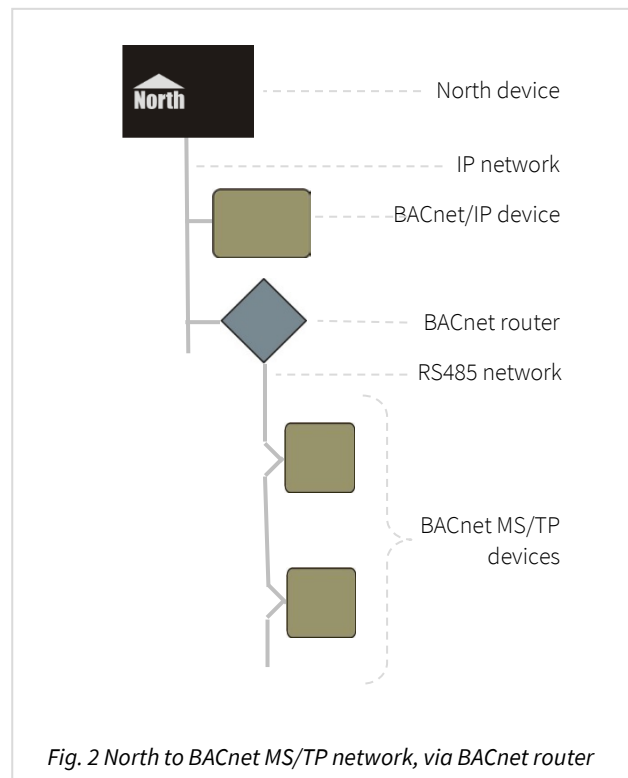 North
North device
IP network
BACnet/IP device
BACnet router
RS485 network
BACnet MS/TP
devices
Fig. 2 North to BACnet MS/TP network, via BACnet router